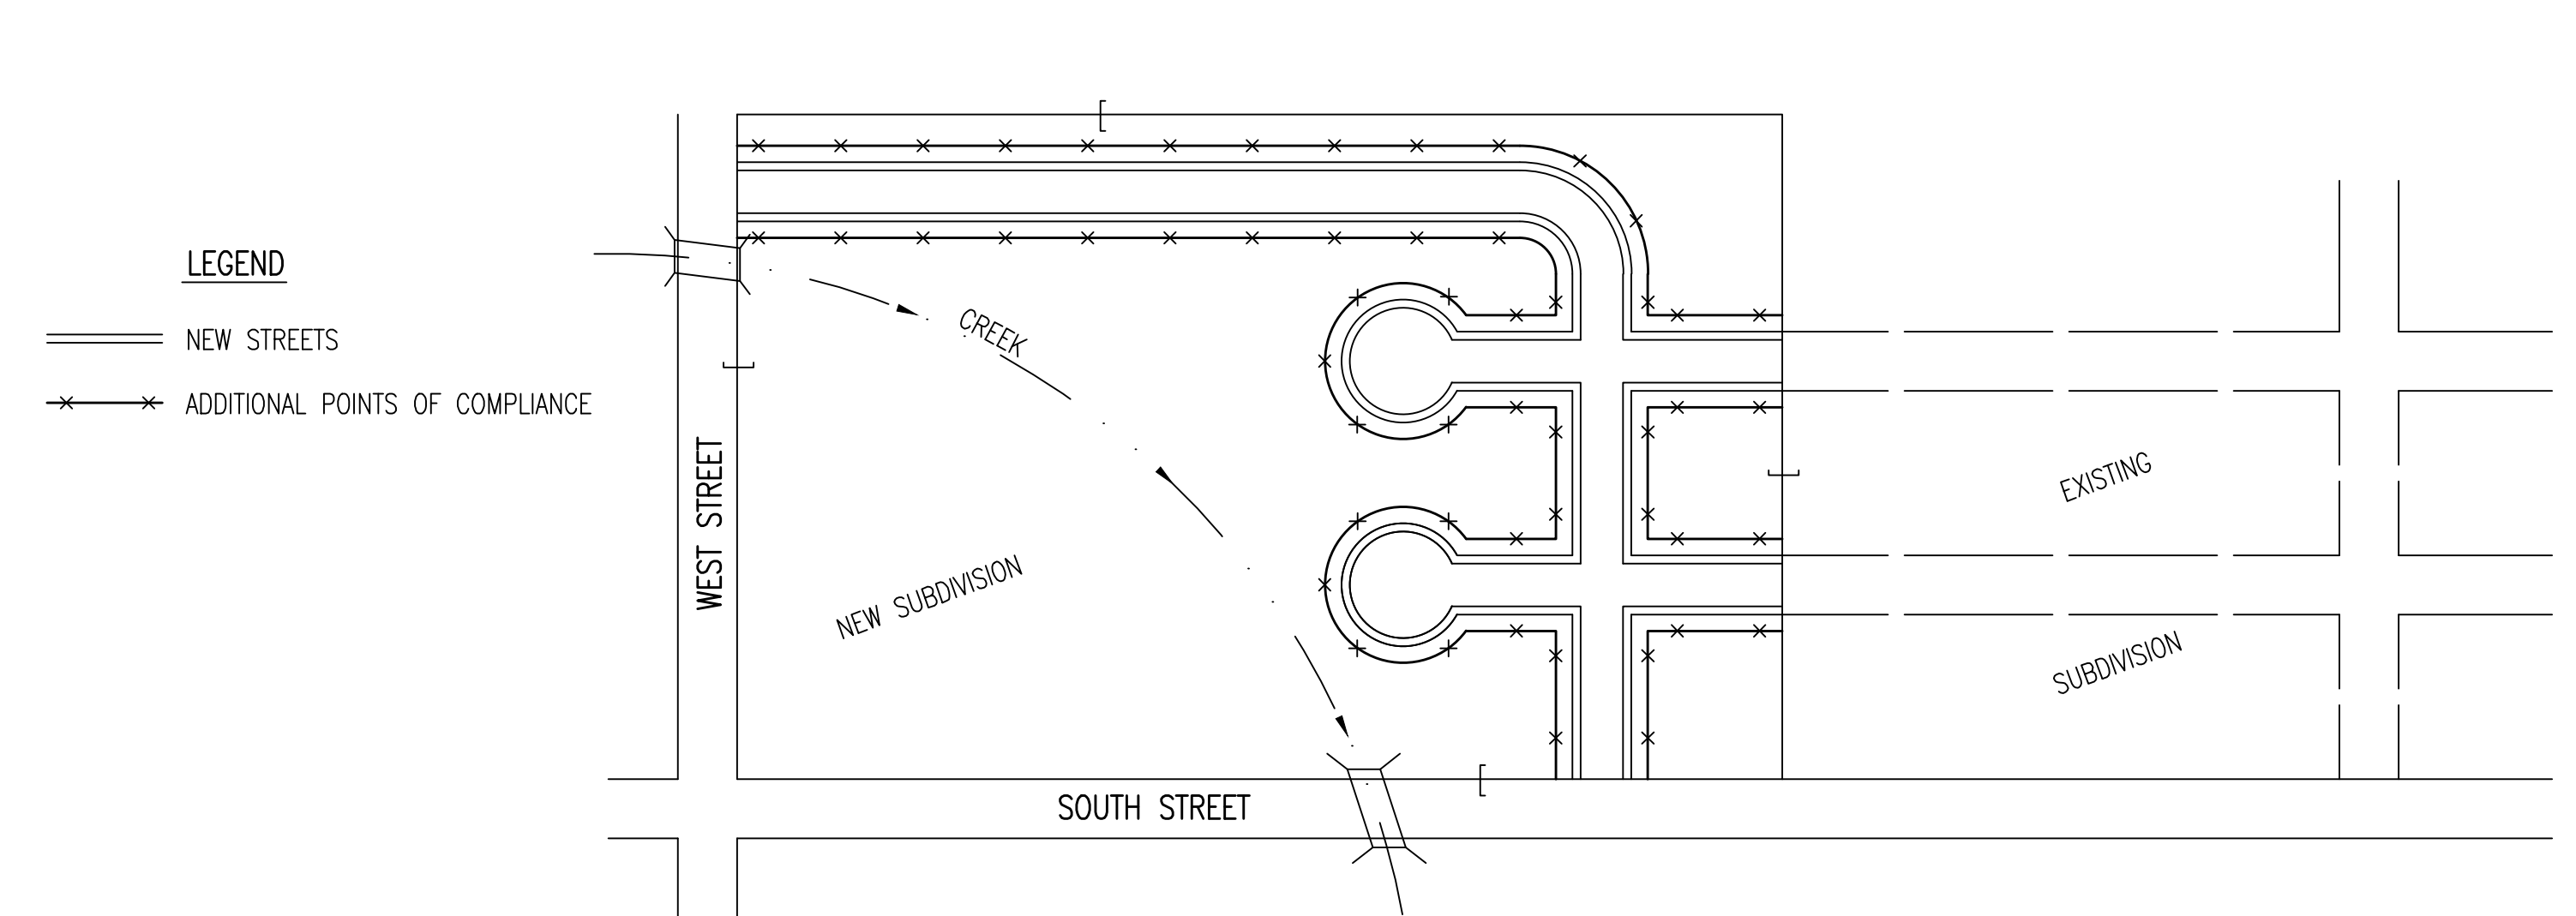 LEGEND
NEW STREETS
ADDITIONAL POINTS OF COMPLIANCE
CREEK
WEST STREET
NEW SUBDIVISION
EXISTING
SUBDIVISION
SOUTH STREET